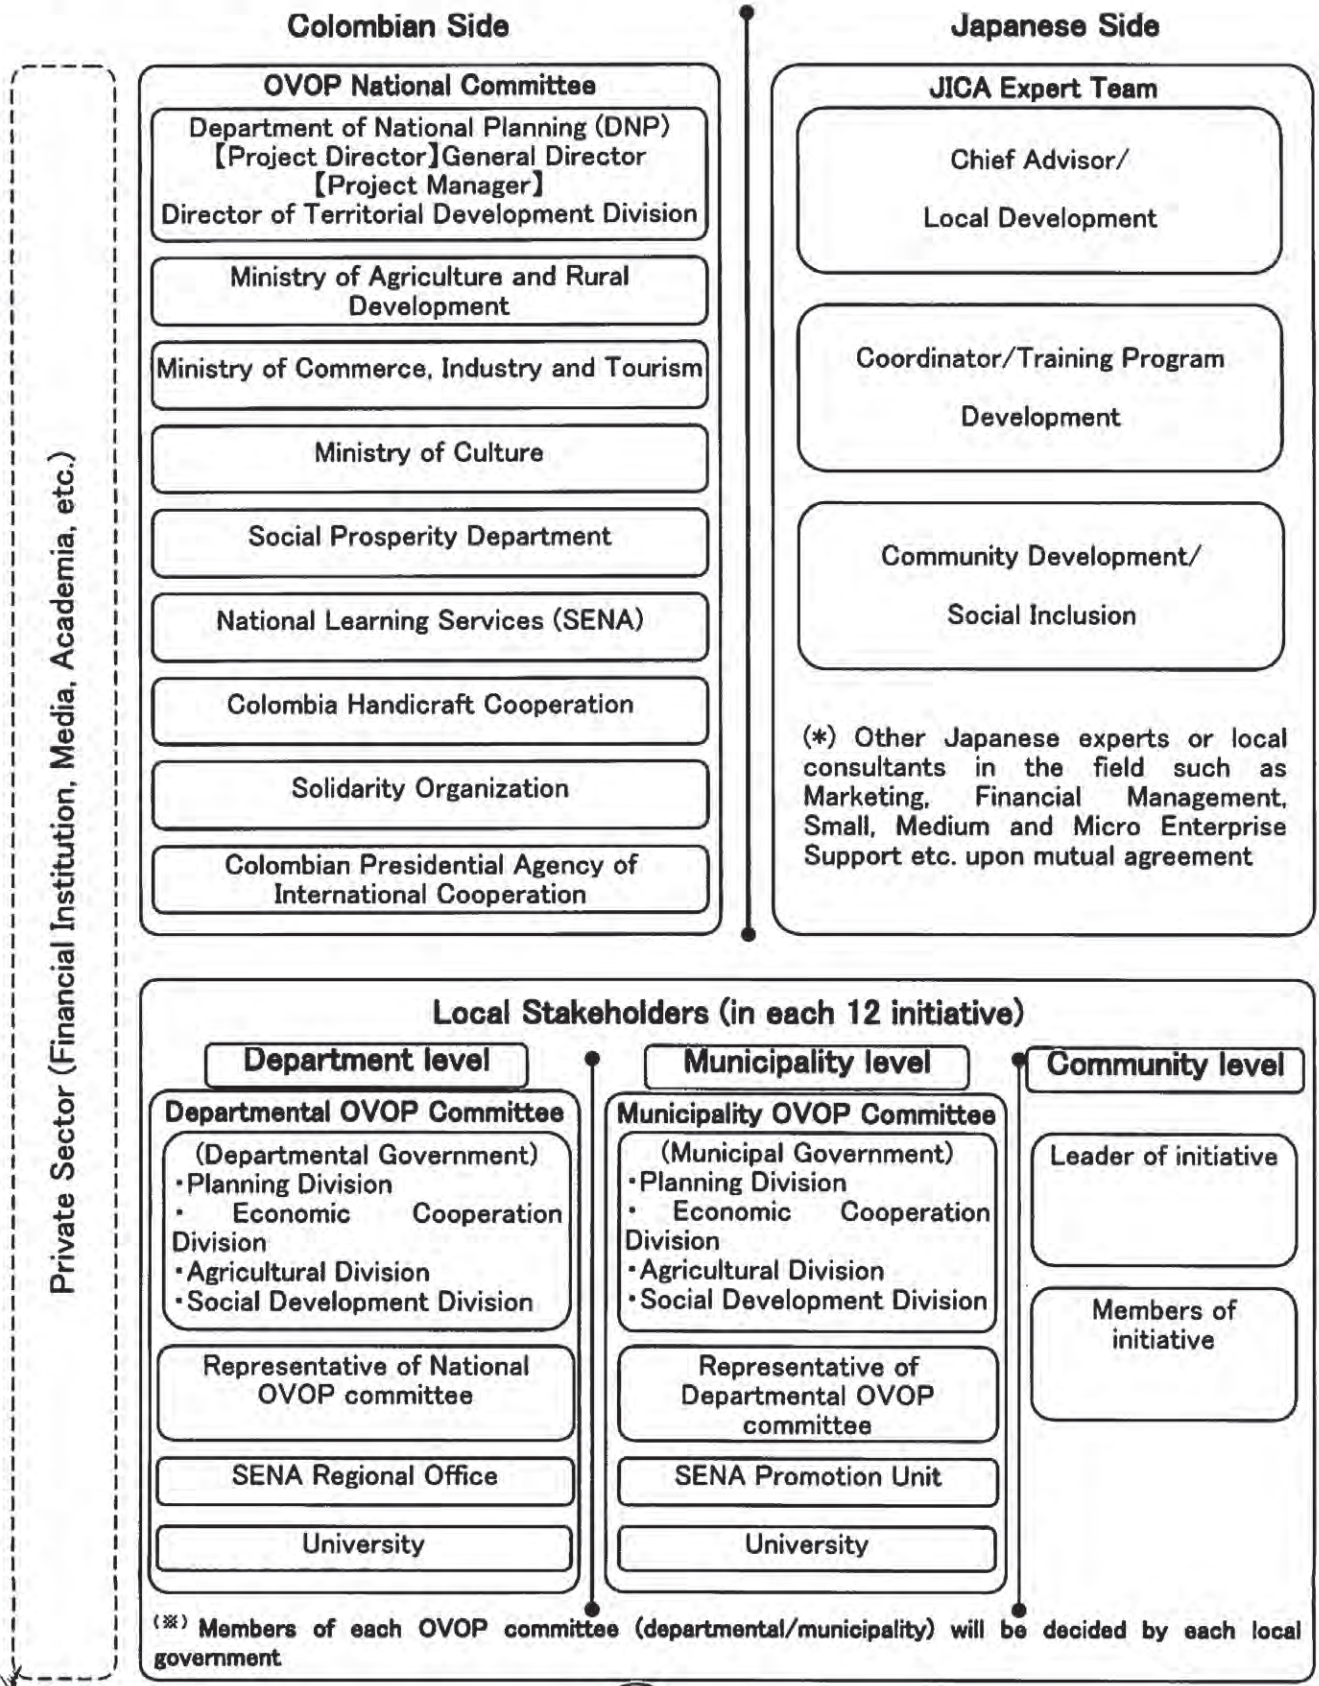 Colombian Side
Japanese Side
Private Sector (Financial Institution, Media, Academia, etc.)
OVOP National Committee
Department of National Planning (DNP)
【Project Director】General Director
【Project Manager】
Director of Territorial Development Division
Ministry of Agriculture and Rural
Development
Ministry of Commerce, Industry and Tourism
Ministry of Culture
Social Prosperity Department
National Learning Services (SENA)
Colombia Handicraft Cooperation
Solidarity Organization
Colombian Presidential Agency of
International Cooperation
JICA Expert Team
Chief Advisor/
Local Development
Coordinator/Training Program
Development
Community Development/
Social Inclusion
(*) Other Japanese experts or local
consultants in the field such as
Marketing, Financial Management,
Small, Medium and Micro Enterprise
Support etc. upon mutual agreement
Local Stakeholders (in each 12 initiative)
Department level
Departmental OVOP Committee
(Departmental Government)
・Planning Division
・ Economic Cooperation
Division
・Agricultural Division
・Social Development Division
Representative of National
OVOP committee
SENA Regional Office
University
Municipality level
Municipality OVOP Committee
(Municipal Government)
・Planning Division
・ Economic Cooperation
Division
・Agricultural Division
・Social Development Division
Representative of
Departmental OVOP
committee
SENA Promotion Unit
University
Community level
Leader of initiative
Members of
initiative
(※) Members of each OVOP committee (departmental/municipality) will be decided by each local
government